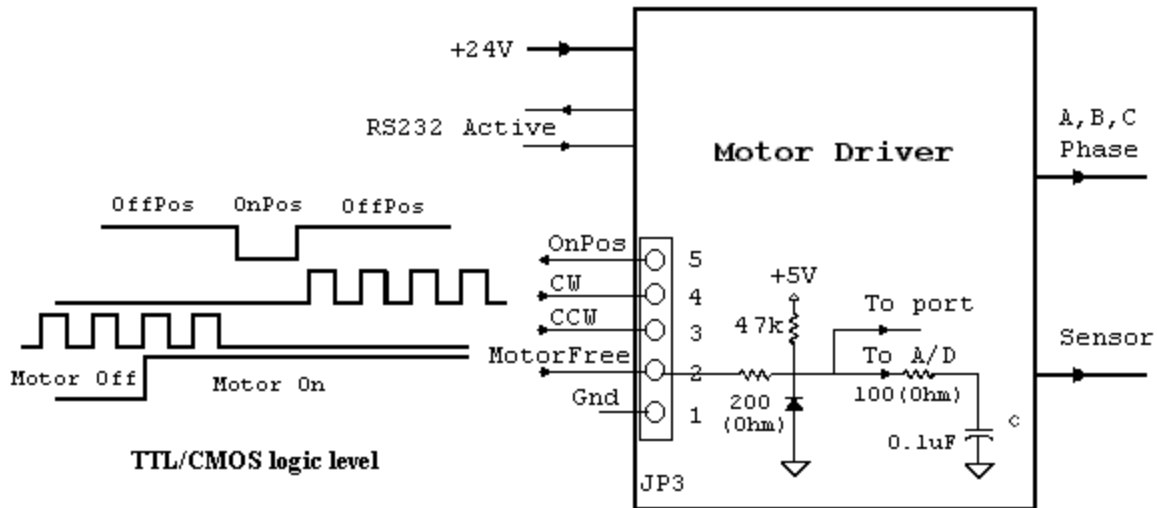 +24V
RS232 Active
Motor Driver
A,B,C
Phase
OffPos OnPos OffPos
OnPos 5
CW 4
CCW 3
MotorFree 2
Gnd 1
+5V
47k
To port
To A/D
200
(Ohm)
100(Ohm)
0.1uF
C
Sensor
Motor Off
Motor On
TTL/CMOS logic level
JP3